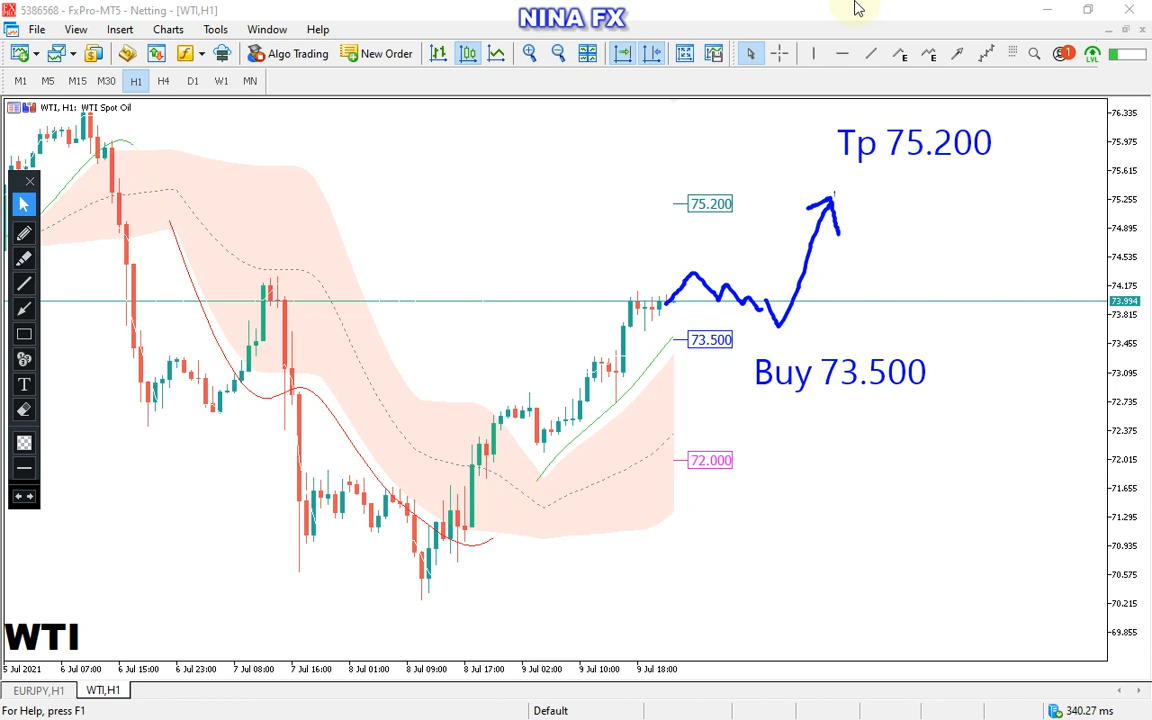 5386568 - FxPro-MT5 - Netting - [WTI,H1]
NINA FX
File View Insert Charts Tools Window Help
Algo Trading New Order
1
LVL
M1 M5 M15 M30 H1 H4 D1 W1 MN
WTI, H1: WTI Spot Oil
76.335
75.975
75.615
75.255
74.895
74.535
74.175
73.994
73.815
73.455
73.095
72.735
72.375
72.015
71.655
71.295
70.935
70.575
70.215
69.855
Tp 75.200
75.200
73.500
Buy 73.500
72.000
T
WTI
5 Jul 2021 6 Jul 07:00 6 Jul 15:00 6 Jul 23:00 7 Jul 08:00 7 Jul 16:00 8 Jul 01:00 8 Jul 09:00 8 Jul 17:00 9 Jul 02:00 9 Jul 10:00 9 Jul 18:00
EURJPY,H1 WTI,H1
For Help, press F1 Default 340.27 ms